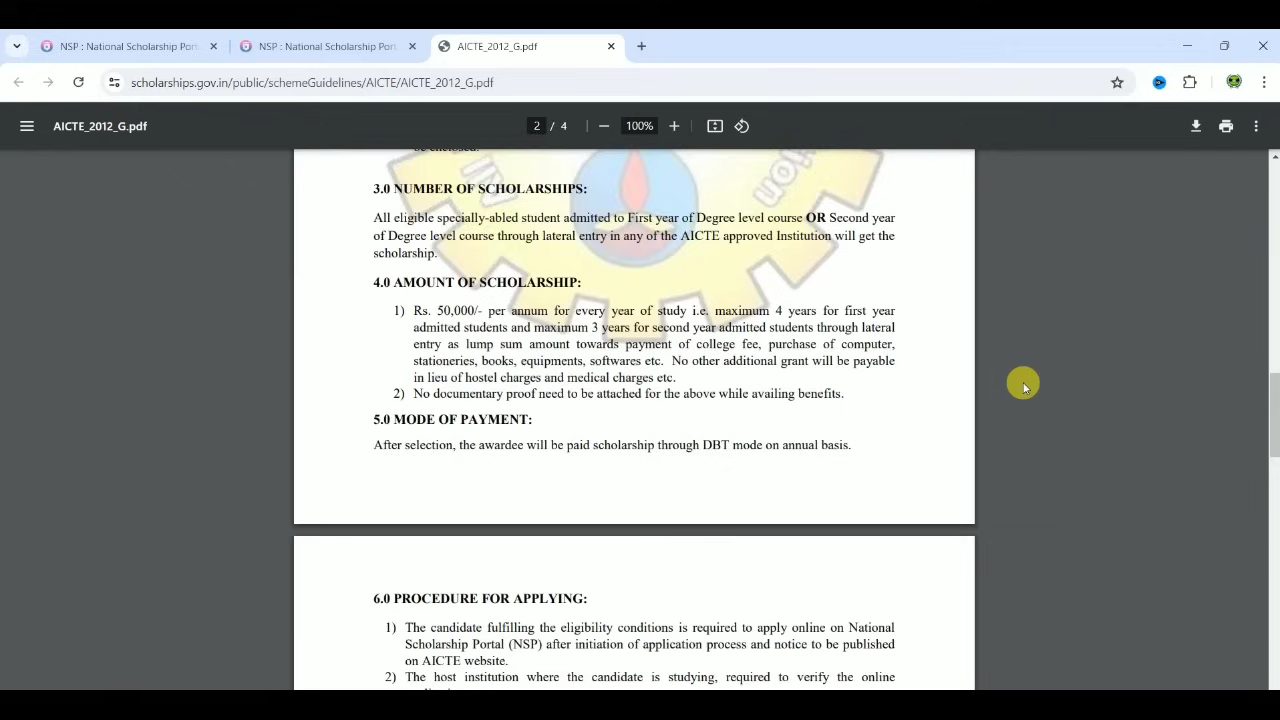 NSP : National Scholarship Port
NSP : National Scholarship Port
AICTE_2012_G.pdf
scholarships.gov.in/public/schemeGuidelines/AICTE/AICTE_2012_G.pdf
AICTE_2012_G.pdf
2 / 4
100%
be enclosed.
3.0 NUMBER OF SCHOLARSHIPS:
All eligible specially-abled student admitted to First year of Degree level course OR Second year
of Degree level course through lateral entry in any of the AICTE approved Institution will get the
scholarship.
4.0 AMOUNT OF SCHOLARSHIP:
1) Rs. 50,000/- per annum for every year of study i.e. maximum 4 years for first year
admitted students and maximum 3 years for second year admitted students through lateral
entry as lump sum amount towards payment of college fee, purchase of computer,
stationeries, books, equipments, softwares etc. No other additional grant will be payable
in lieu of hostel charges and medical charges etc.
2) No documentary proof need to be attached for the above while availing benefits.
5.0 MODE OF PAYMENT:
After selection, the awardee will be paid scholarship through DBT mode on annual basis.
6.0 PROCEDURE FOR APPLYING:
1) The candidate fulfilling the eligibility conditions is required to apply online on National
Scholarship Portal (NSP) after initiation of application process and notice to be published
on AICTE website.
2) The host institution where the candidate is studying, required to verify the online